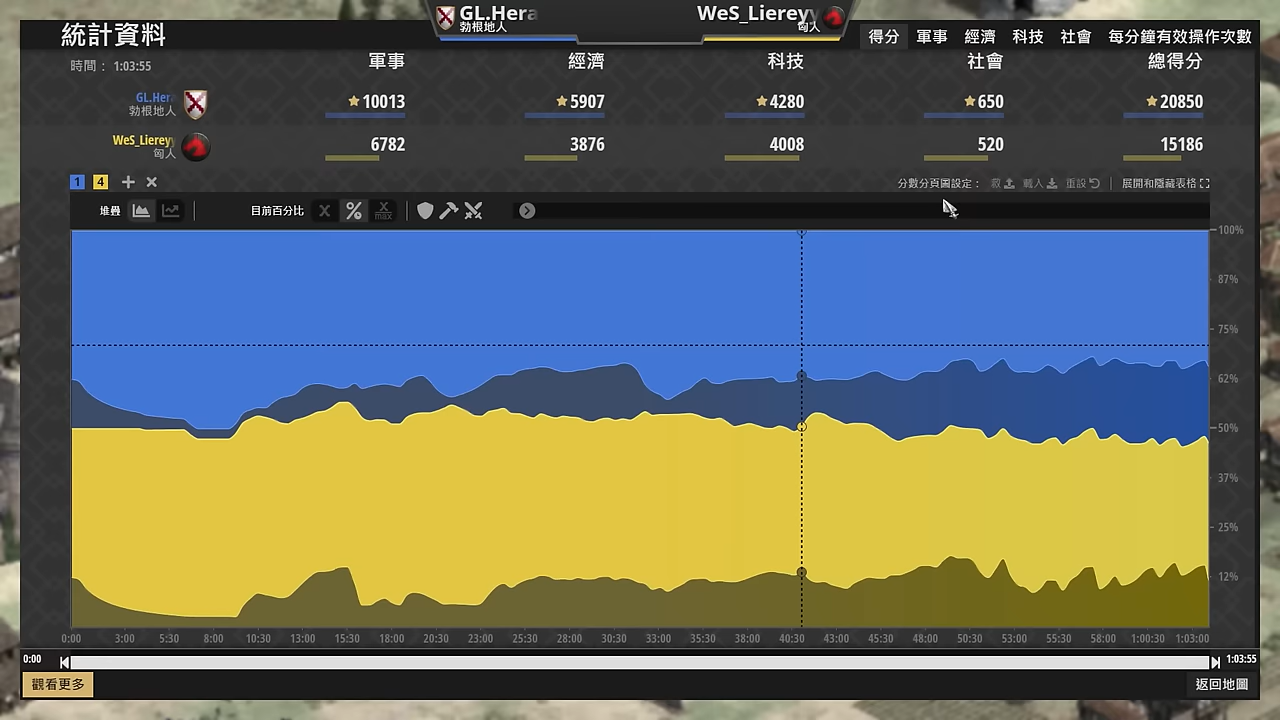 GL.Hera
勃根地人
WeS_Liereyy
匈人
統計資料
得分 軍事 經濟 科技 社會 每分鐘有效操作次數
時間： 1:03:55
軍事 經濟 科技 社會 總得分
GL.Hera
勃根地人
10013 5907 4280 650 20850
WeS_Liereyy
匈人
6782 3876 4008 520 15186
1 4
分數分頁圖設定： 載入 重設 展開和隱藏表格
堆疊 目前百分比 X % X max
100%
87%
75%
62%
50%
37%
25%
12%
0:00 3:00 5:30 8:00 10:30 13:00 15:30 18:00 20:30 23:00 25:30 28:00 30:30 33:00 35:30 38:00 40:30 43:00 45:30 48:00 50:30 53:00 55:30 58:00 1:00:30 1:03:00
0:00 1:03:55
觀看更多 返回地圖